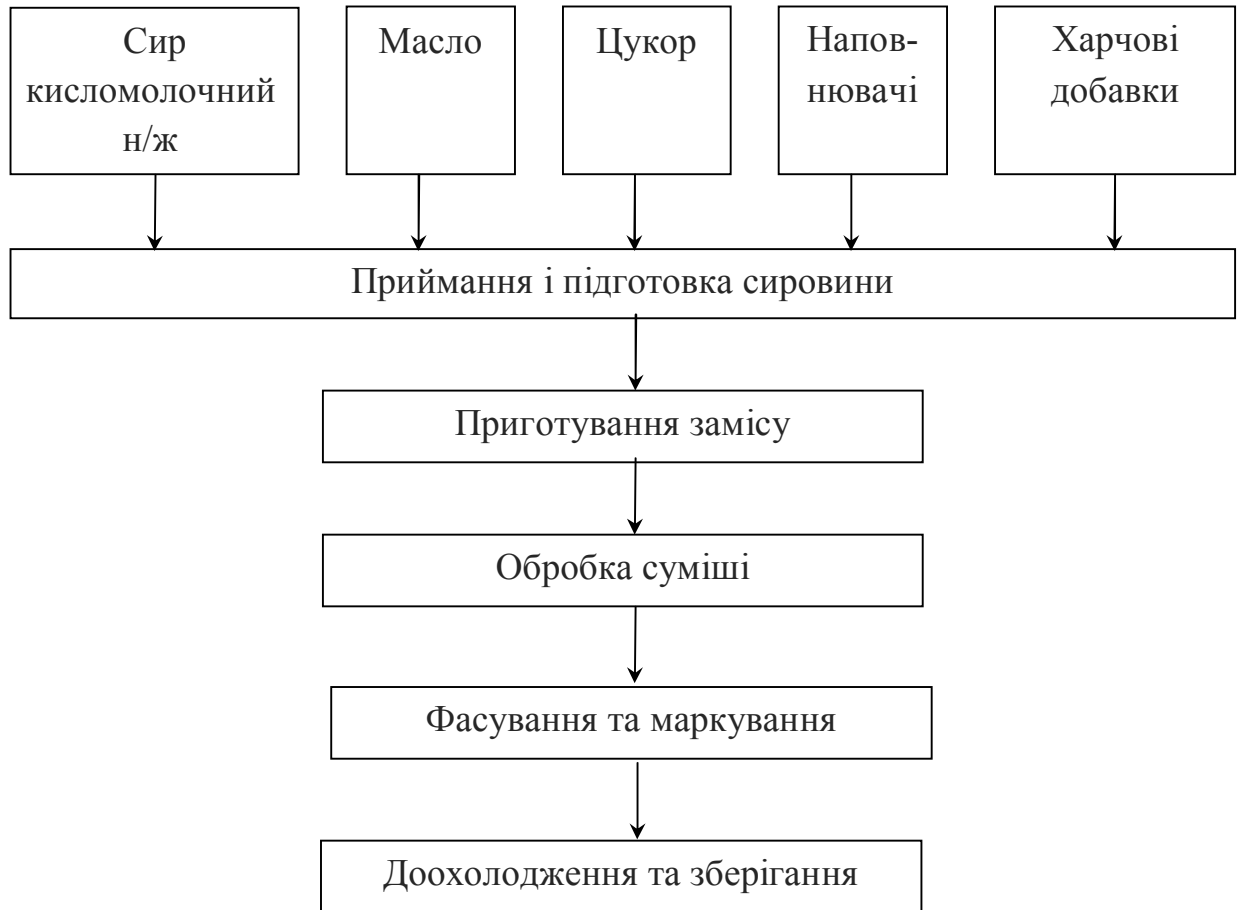 Сир
кисломолочний
н/ж
Масло
Цукор
Напов-
нювачі
Харчові
добавки
Приймання і підготовка сировини
Приготування замісу
Обробка суміші
Фасування та маркування
Доохолодження та зберігання